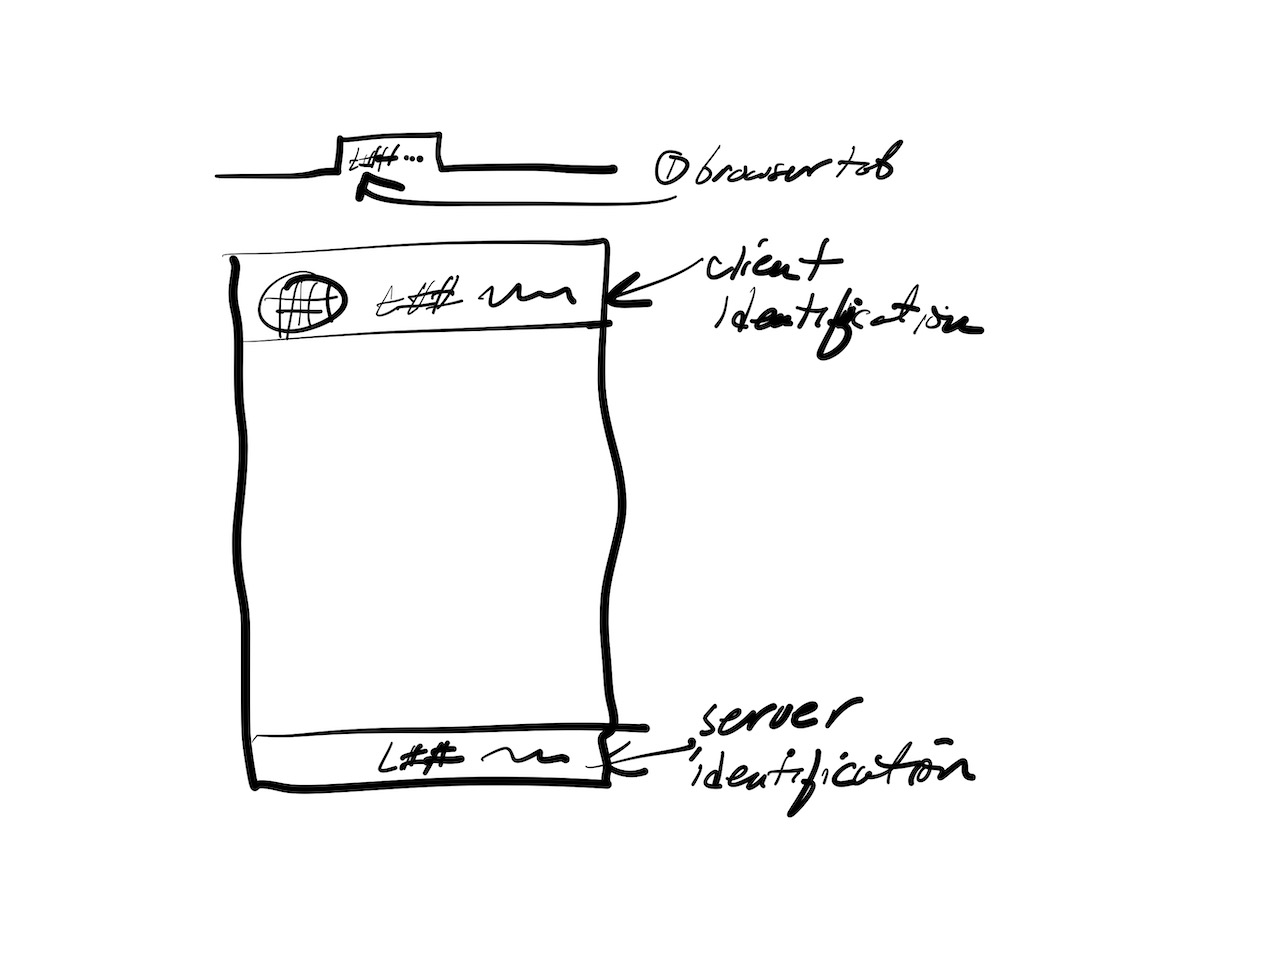 L## ...
① browser tab
L##
client
identification
server
L##
identification